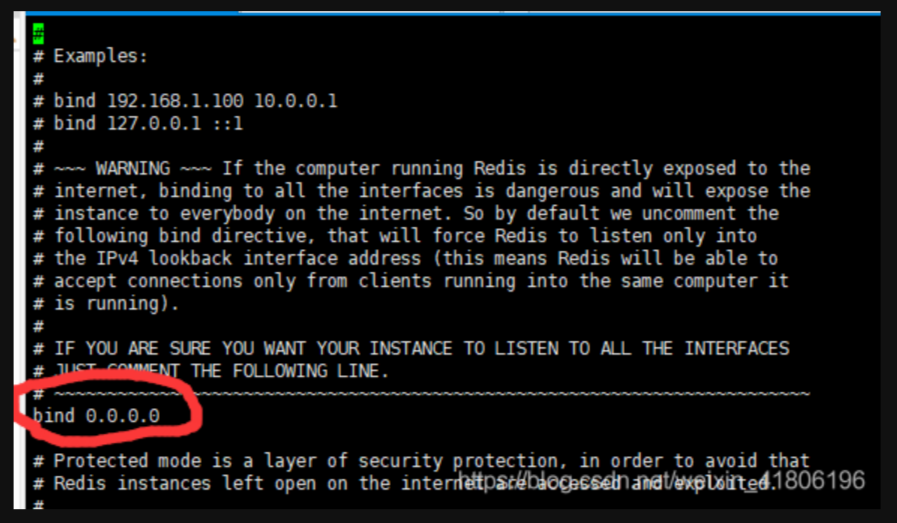 #
# Examples:
#
# bind 192.168.1.100 10.0.0.1
# bind 127.0.0.1 ::1
#
# ~~~ WARNING ~~~ If the computer running Redis is directly exposed to the
# internet, binding to all the interfaces is dangerous and will expose the
# instance to everybody on the internet. So by default we uncomment the
# following bind directive, that will force Redis to listen only into
# the IPv4 lookback interface address (this means Redis will be able to
# accept connections only from clients running into the same computer it
# is running).
#
# IF YOU ARE SURE YOU WANT YOUR INSTANCE TO LISTEN TO ALL THE INTERFACES
# JUST COMMENT THE FOLLOWING LINE.
# ~~~~~~~~~~~~~~~~~~~~~~~~~~~~~~~~~~~~~~~~~~~~~~~~~~~~~~~~~~~~~~~~~~~~~~~~
bind 0.0.0.0
# Protected mode is a layer of security protection, in order to avoid that
# Redis instances left open on the internet are accessed and exploited.
https://blog.csdn.net/weixin_41806196
#